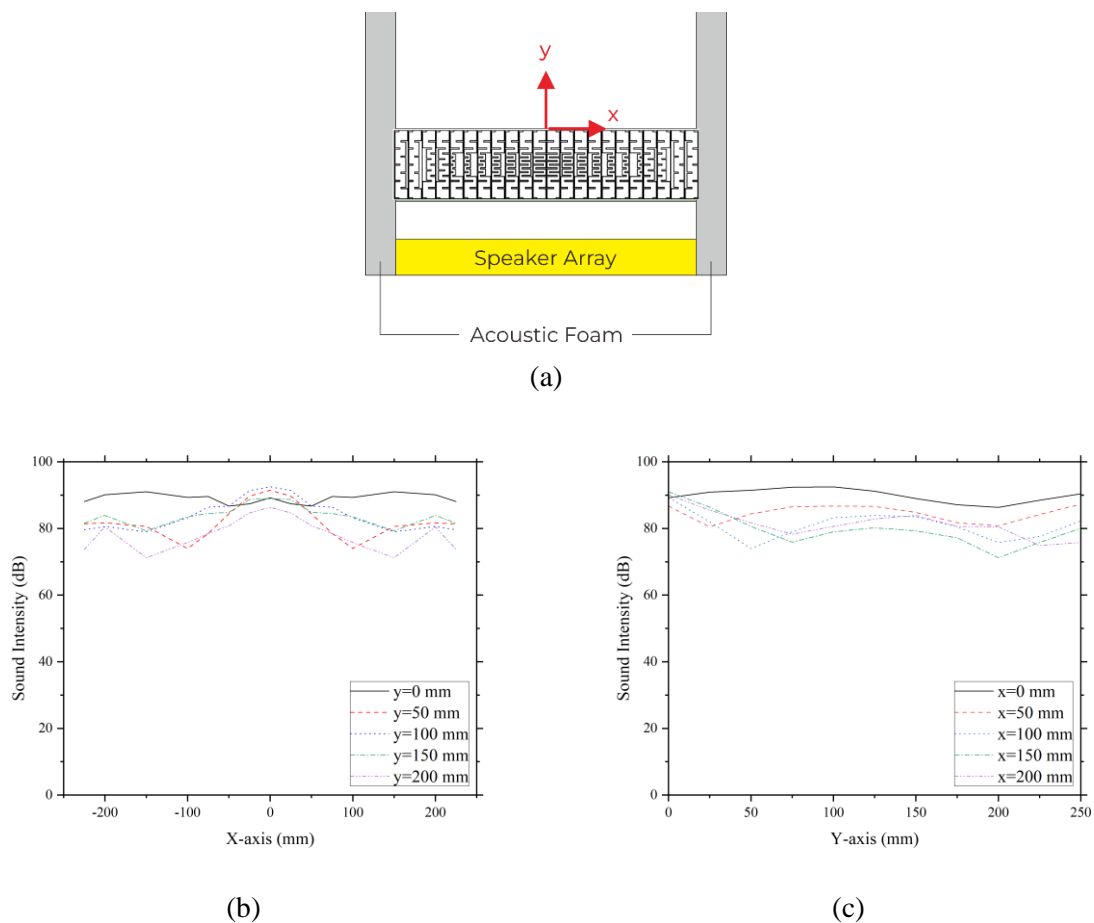 y
x
Speaker Array
Acoustic Foam
(a)
100
80
60
40
20
0
Sound Intensity (dB)
-200
-100
0
100
200
X-axis (mm)
y=0 mm
y=50 mm
y=100 mm
y=150 mm
y=200 mm
(b)
100
80
60
40
20
0
Sound Intensity (dB)
0
50
100
150
200
250
Y-axis (mm)
x=0 mm
x=50 mm
x=100 mm
x=150 mm
x=200 mm
(c)